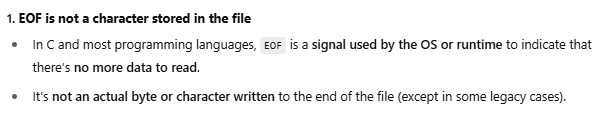 1. EOF is not a character stored in the file
• In C and most programming languages, EOF is a signal used by the OS or runtime to indicate that
there's no more data to read.
• It's not an actual byte or character written to the end of the file (except in some legacy cases).